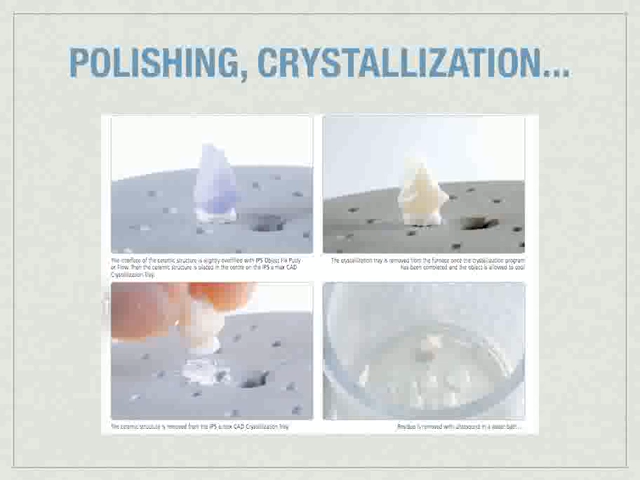 POLISHING, CRYSTALLIZATION...
The interface of the ceramic structure is slightly overfilled with IPS Object Fix Putty
or Flow. Then the ceramic structure is placed in the centre on the IPS e.max CAD
Crystallization Tray.
The crystallization tray is removed from the furnace once the crystallization program
has been completed and the object is allowed to cool
The ceramic structure is removed from the IPS e.max CAD Crystallization Tray
Residue is removed with ultrasound in a water bath...